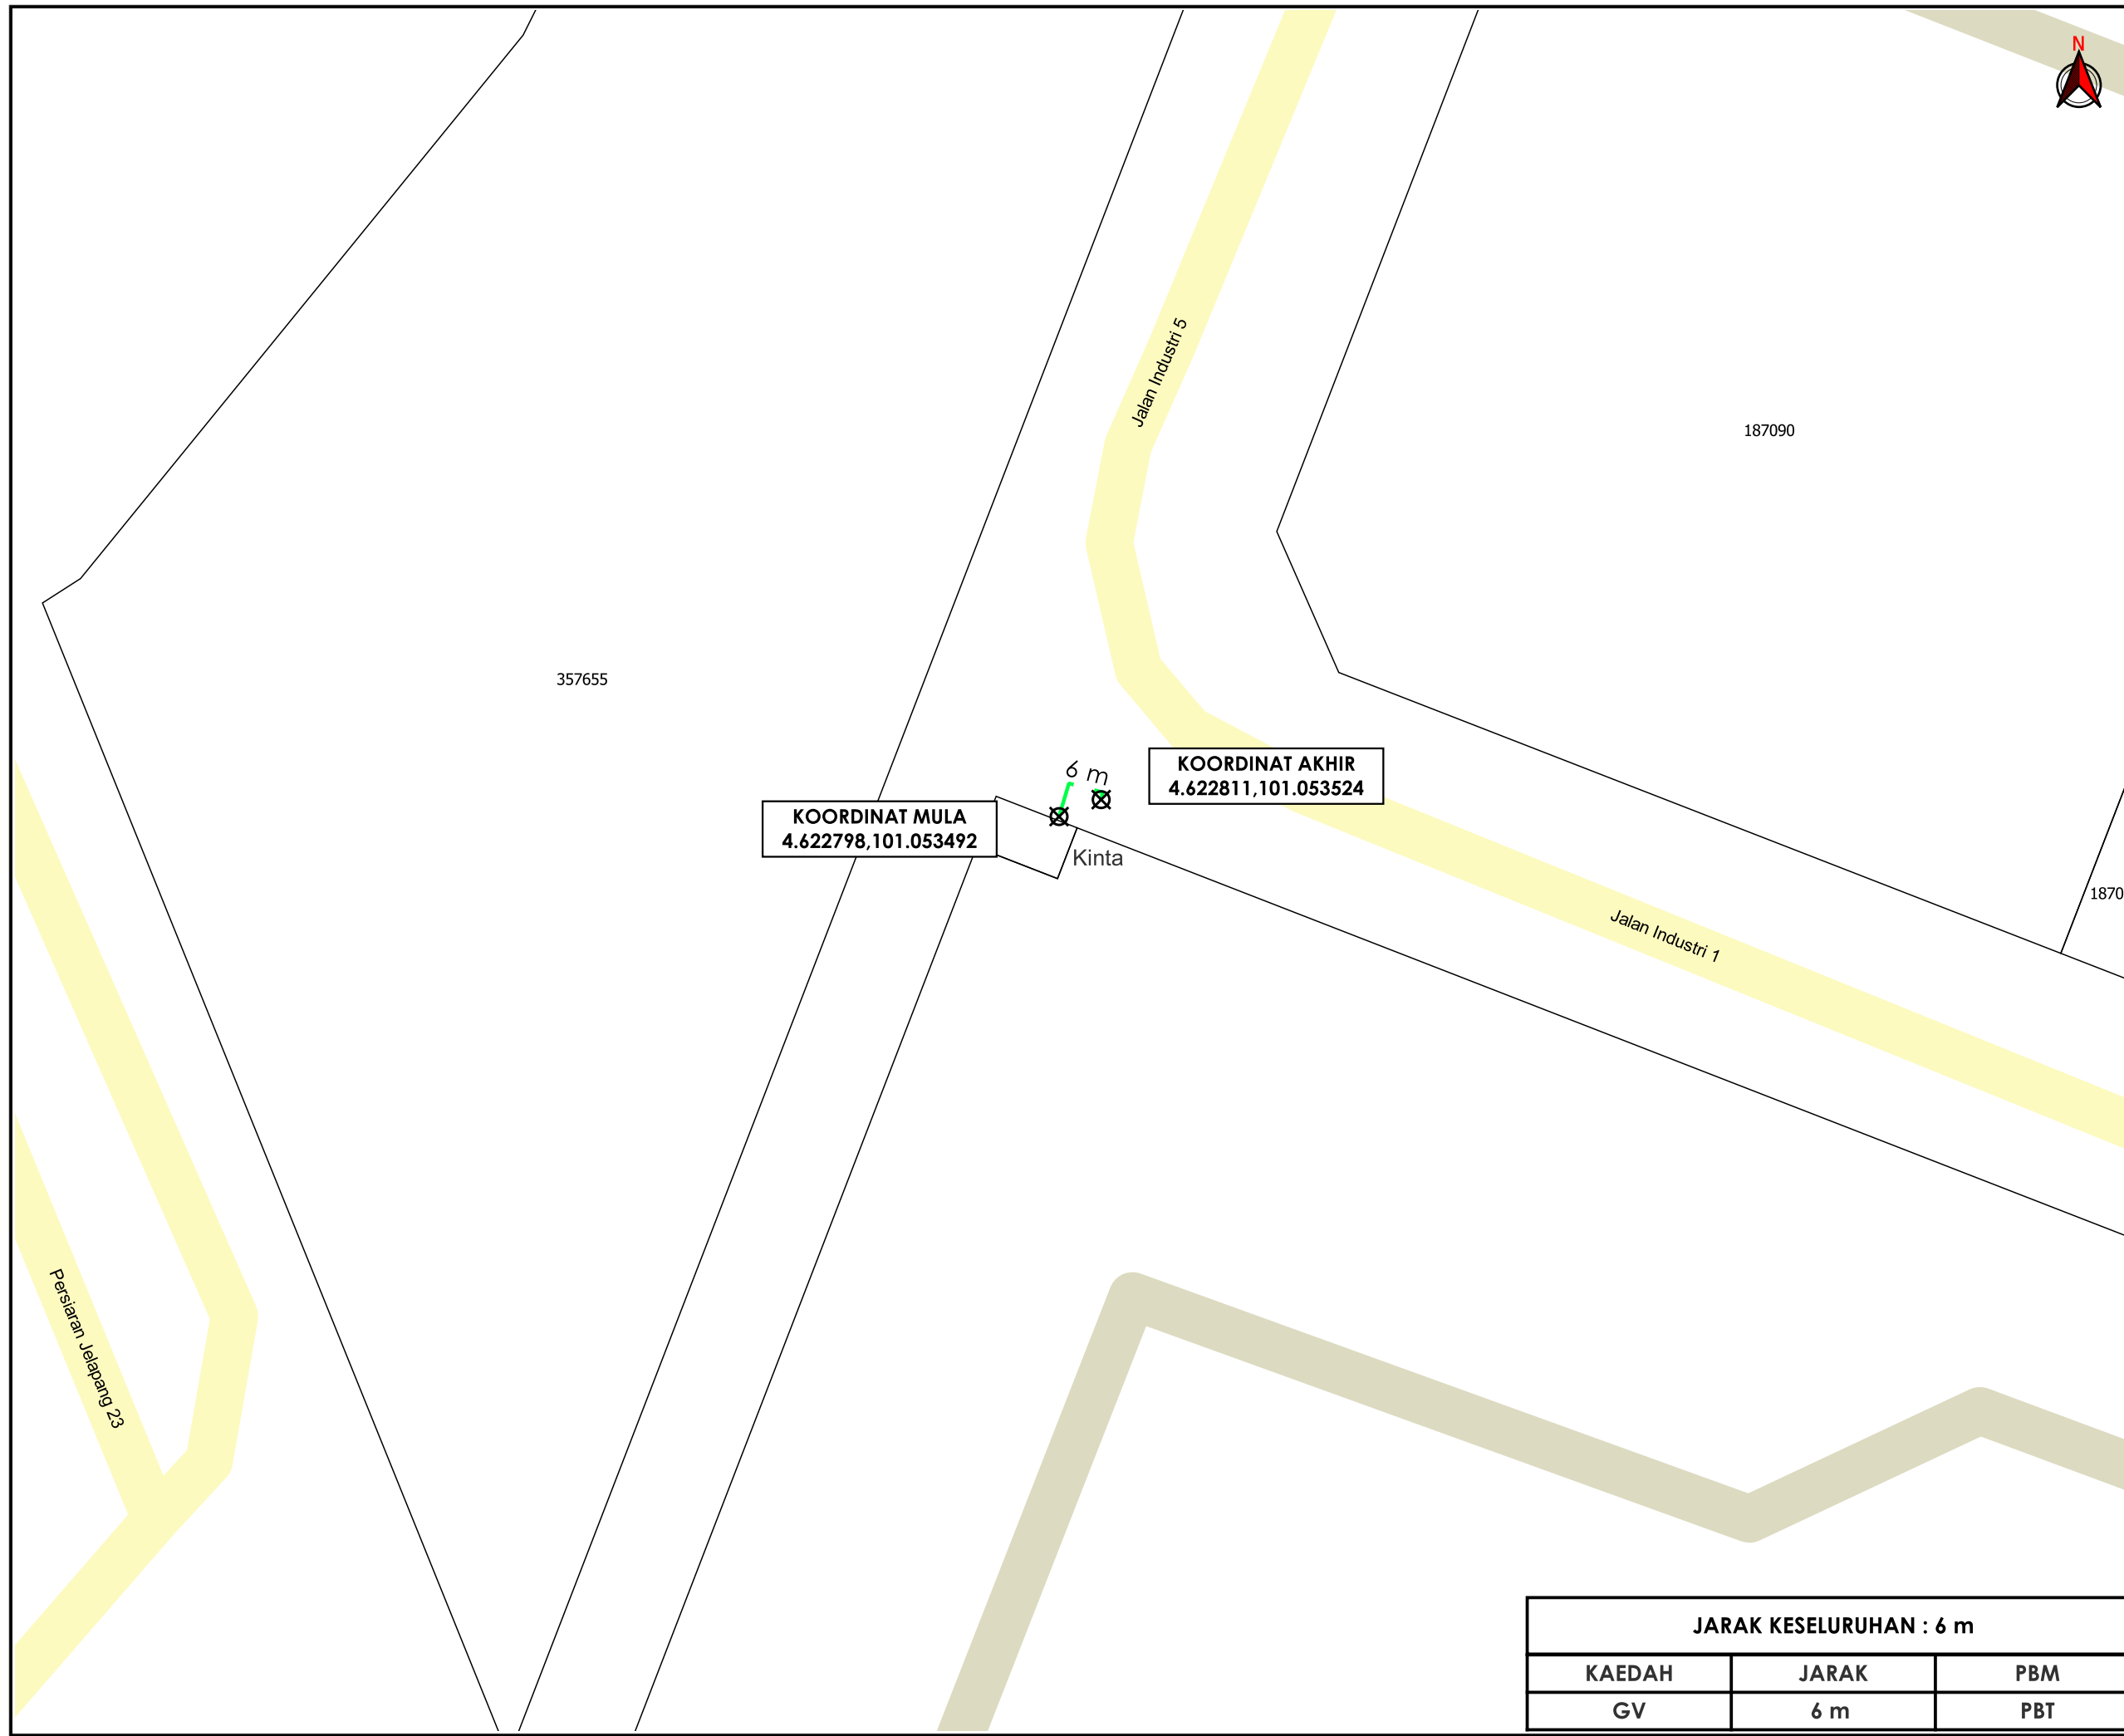 N
Jalan Industri 5
187090
357655
6 m
KOORDINAT AKHIR
4.622811,101.053524
KOORDINAT MULA
4.622798,101.053492
Kinta
1870
Jalan Industri 1
Persiaran Jelapang 23
JARAK KESELURUHAN : 6 m
KAEDAH JARAK PBM
GV 6 m PBT